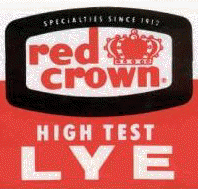 SPECIALTIES SINCE 1912
red
crown®
HIGH TEST
LYE